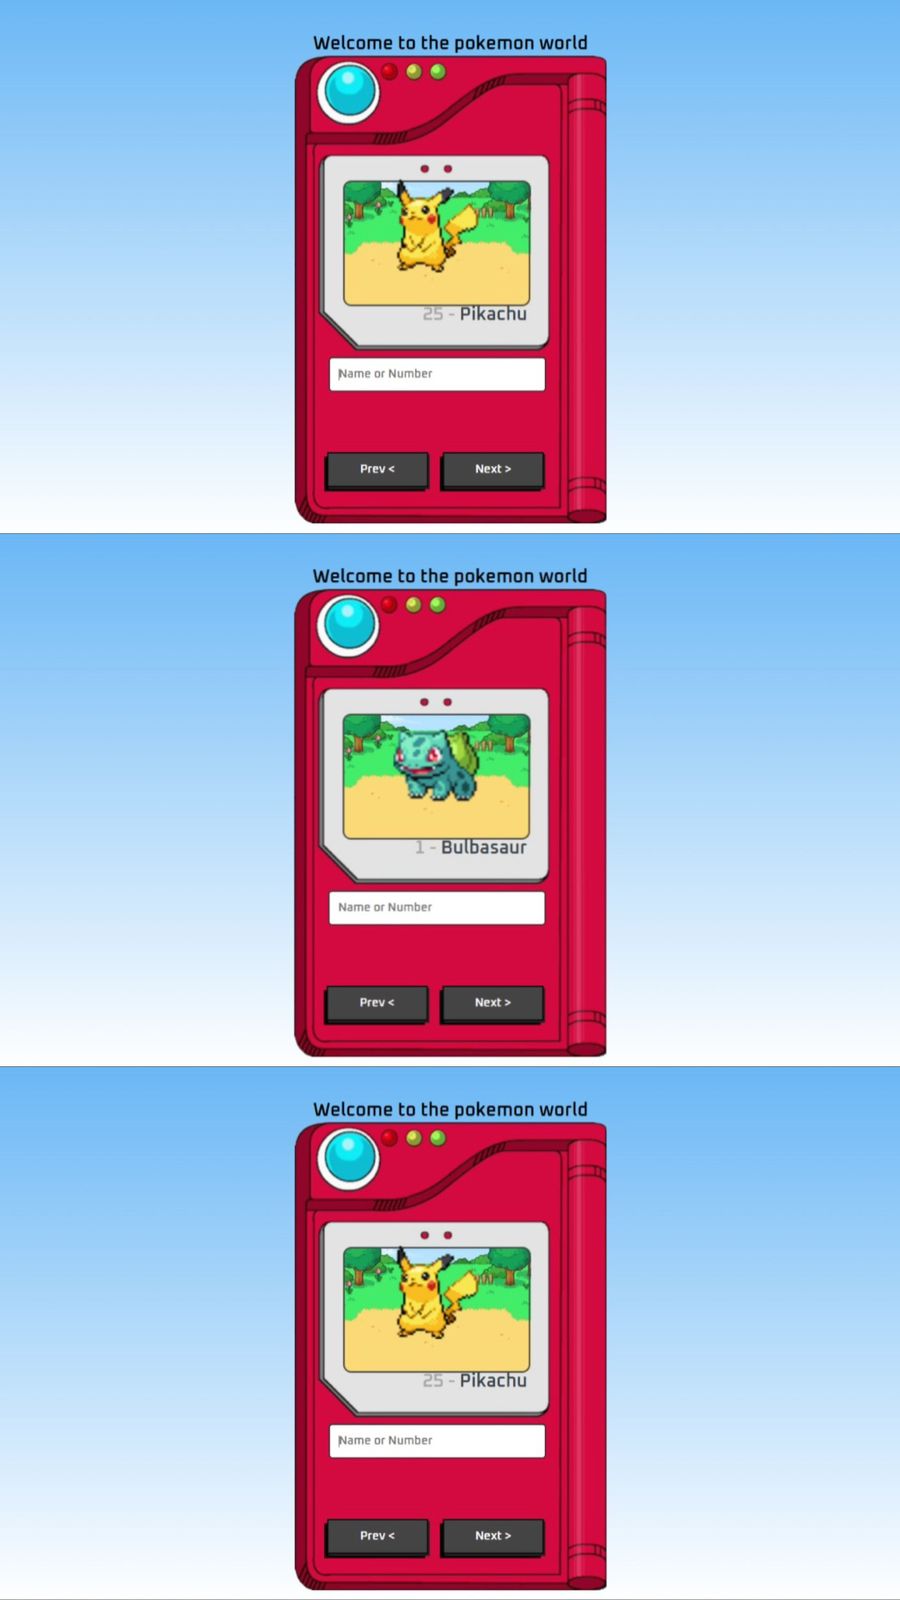 Welcome to the pokemon world
25 - Pikachu
Name or Number
Prev < Next >
Welcome to the pokemon world
1 - Bulbasaur
Name or Number
Prev < Next >
Welcome to the pokemon world
25 - Pikachu
Name or Number
Prev < Next >